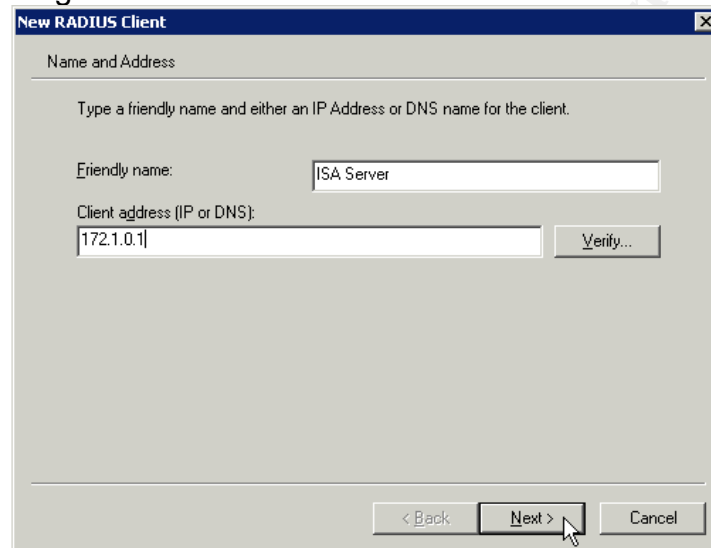 New RADIUS Client
Name and Address
Type a friendly name and either an IP Address or DNS name for the client.
Friendly name: ISA Server
Client address (IP or DNS):
172.1.0.1 Verify...
< Back Next > Cancel